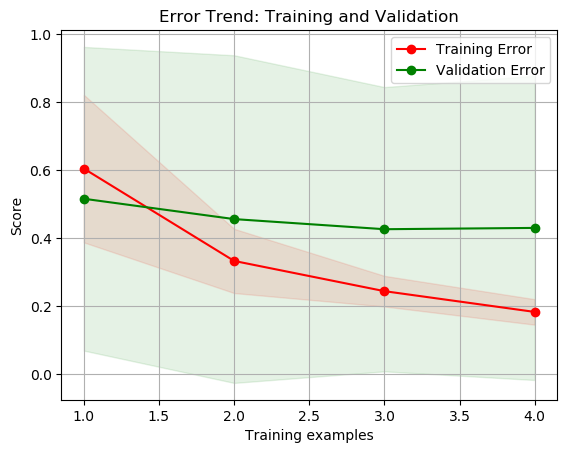 Error Trend: Training and Validation
1.0
0.8
0.6
0.4
0.2
0.0
Score
Training Error
Validation Error
1.0 1.5 2.0 2.5 3.0 3.5 4.0
Training examples